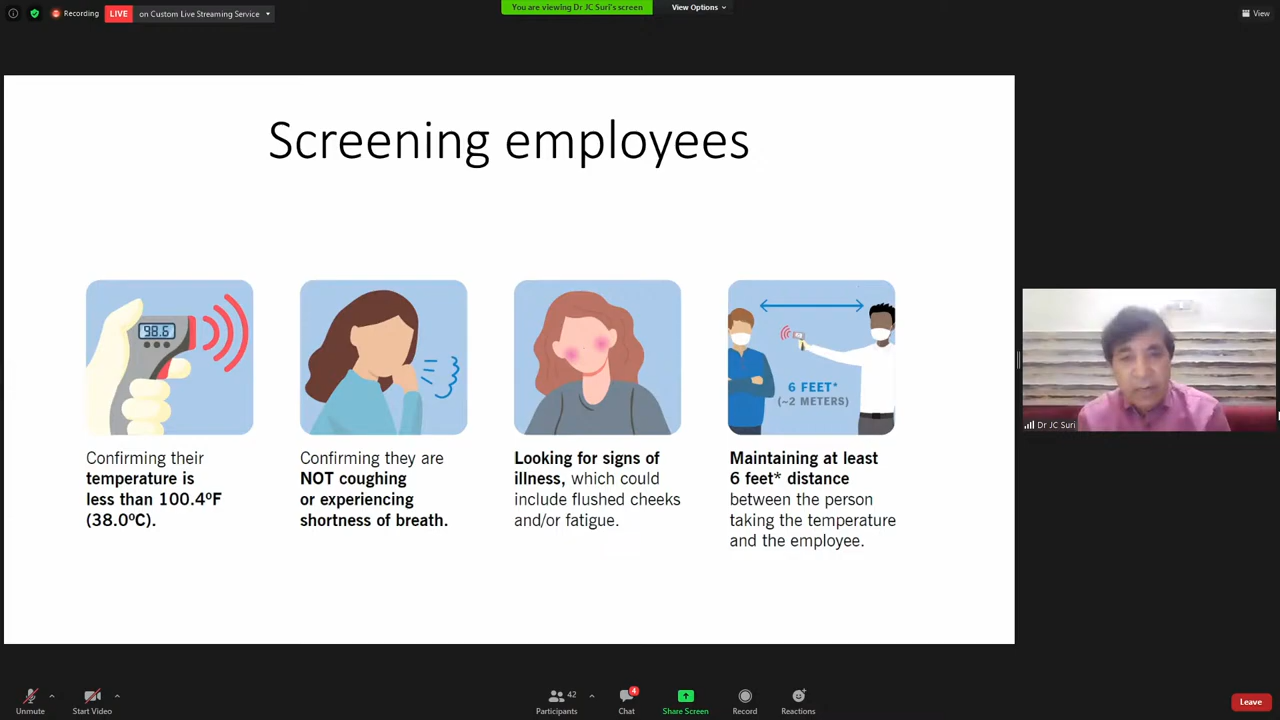 Recording
LIVE
on Custom Live Streaming Service
You are viewing Dr JC Suri's screen
View Options
View
Screening employees
98.6
6 FEET*
(~2 METERS)
Confirming their
temperature is
less than 100.4ºF
(38.0ºC).
Confirming they are
NOT coughing
or experiencing
shortness of breath.
Looking for signs of
illness, which could
include flushed cheeks
and/or fatigue.
Maintaining at least
6 feet* distance
between the person
taking the temperature
and the employee.
Dr JC Suri
Unmute
Start Video
42
Participants
4
Chat
Share Screen
Record
Reactions
Leave